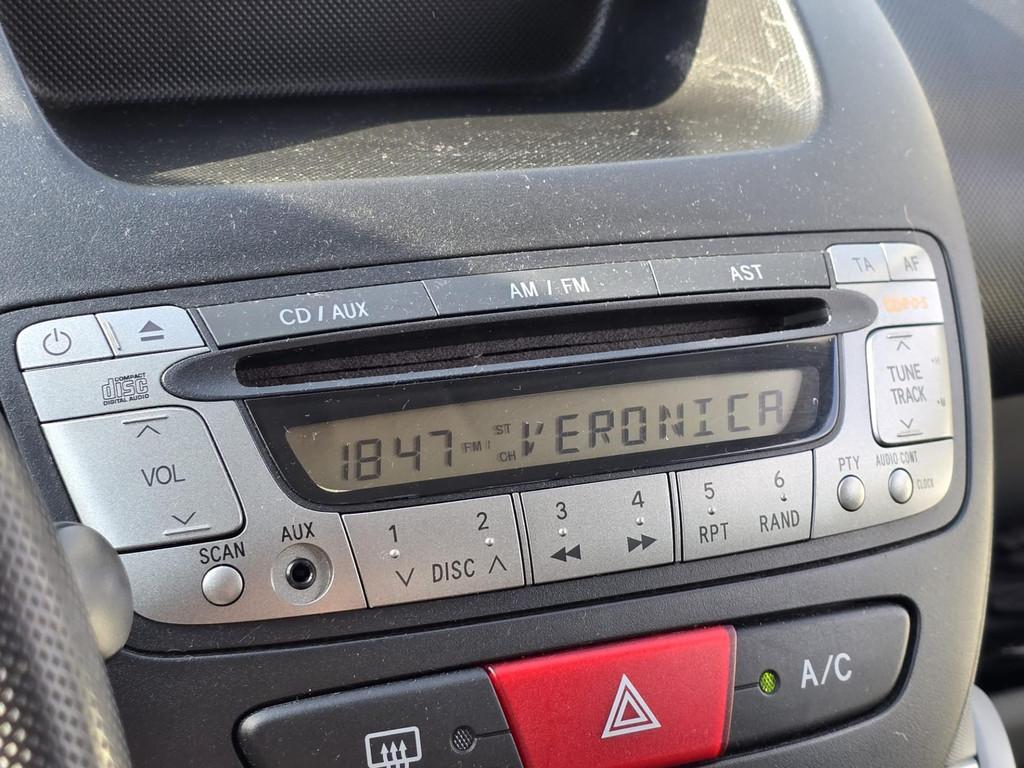 CD / AUX AM / FM AST TA AF
COMPACT
disc
DIGITAL AUDIO
VOL
1847 FM1 ST CH VERONICA
TUNE
TRACK
SCAN AUX
1 2 3 4 5 6
DISC RPT RAND
PTY AUDIO CONT
CLOCK
A/C